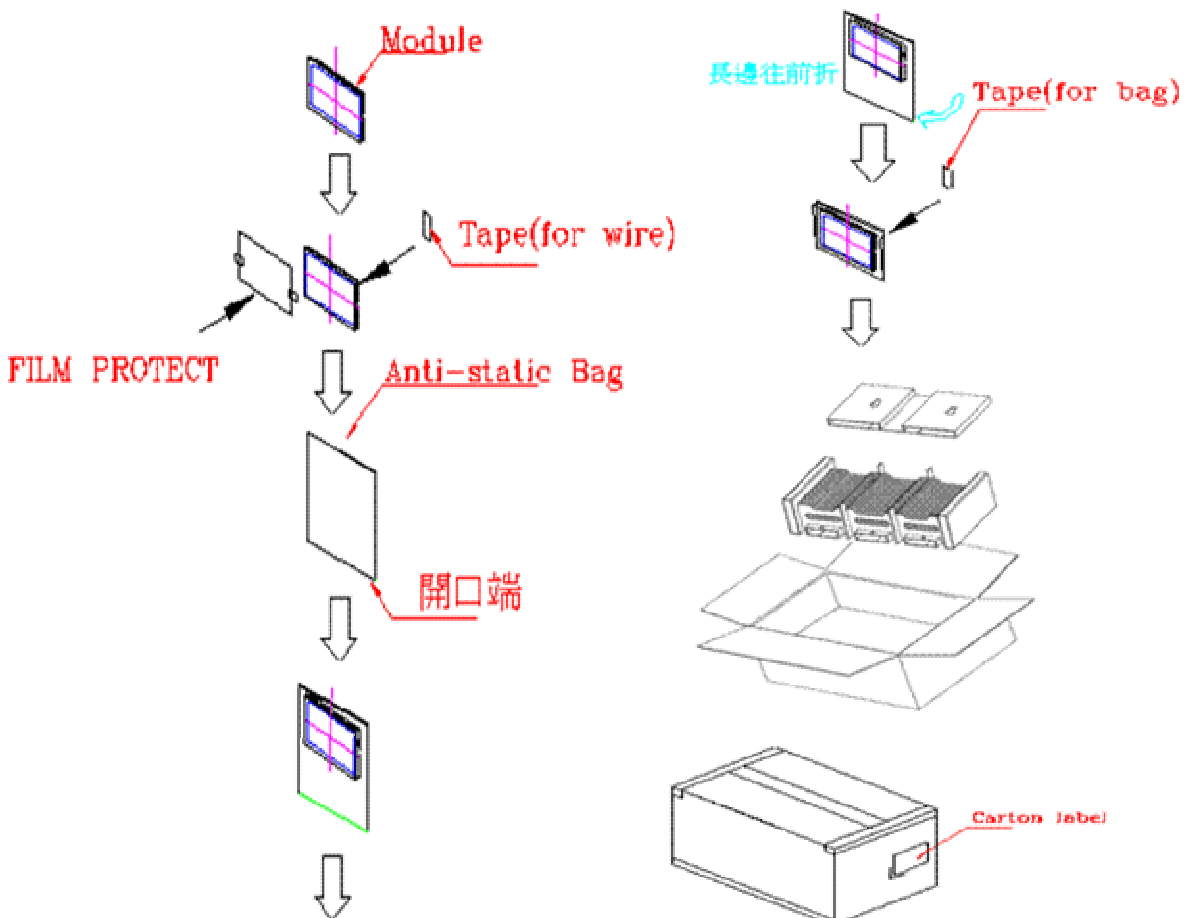 Module
Tape(for wire)
FILM PROTECT
Anti-static Bag
開口端
長邊往前折
Tape(for bag)
Carton label